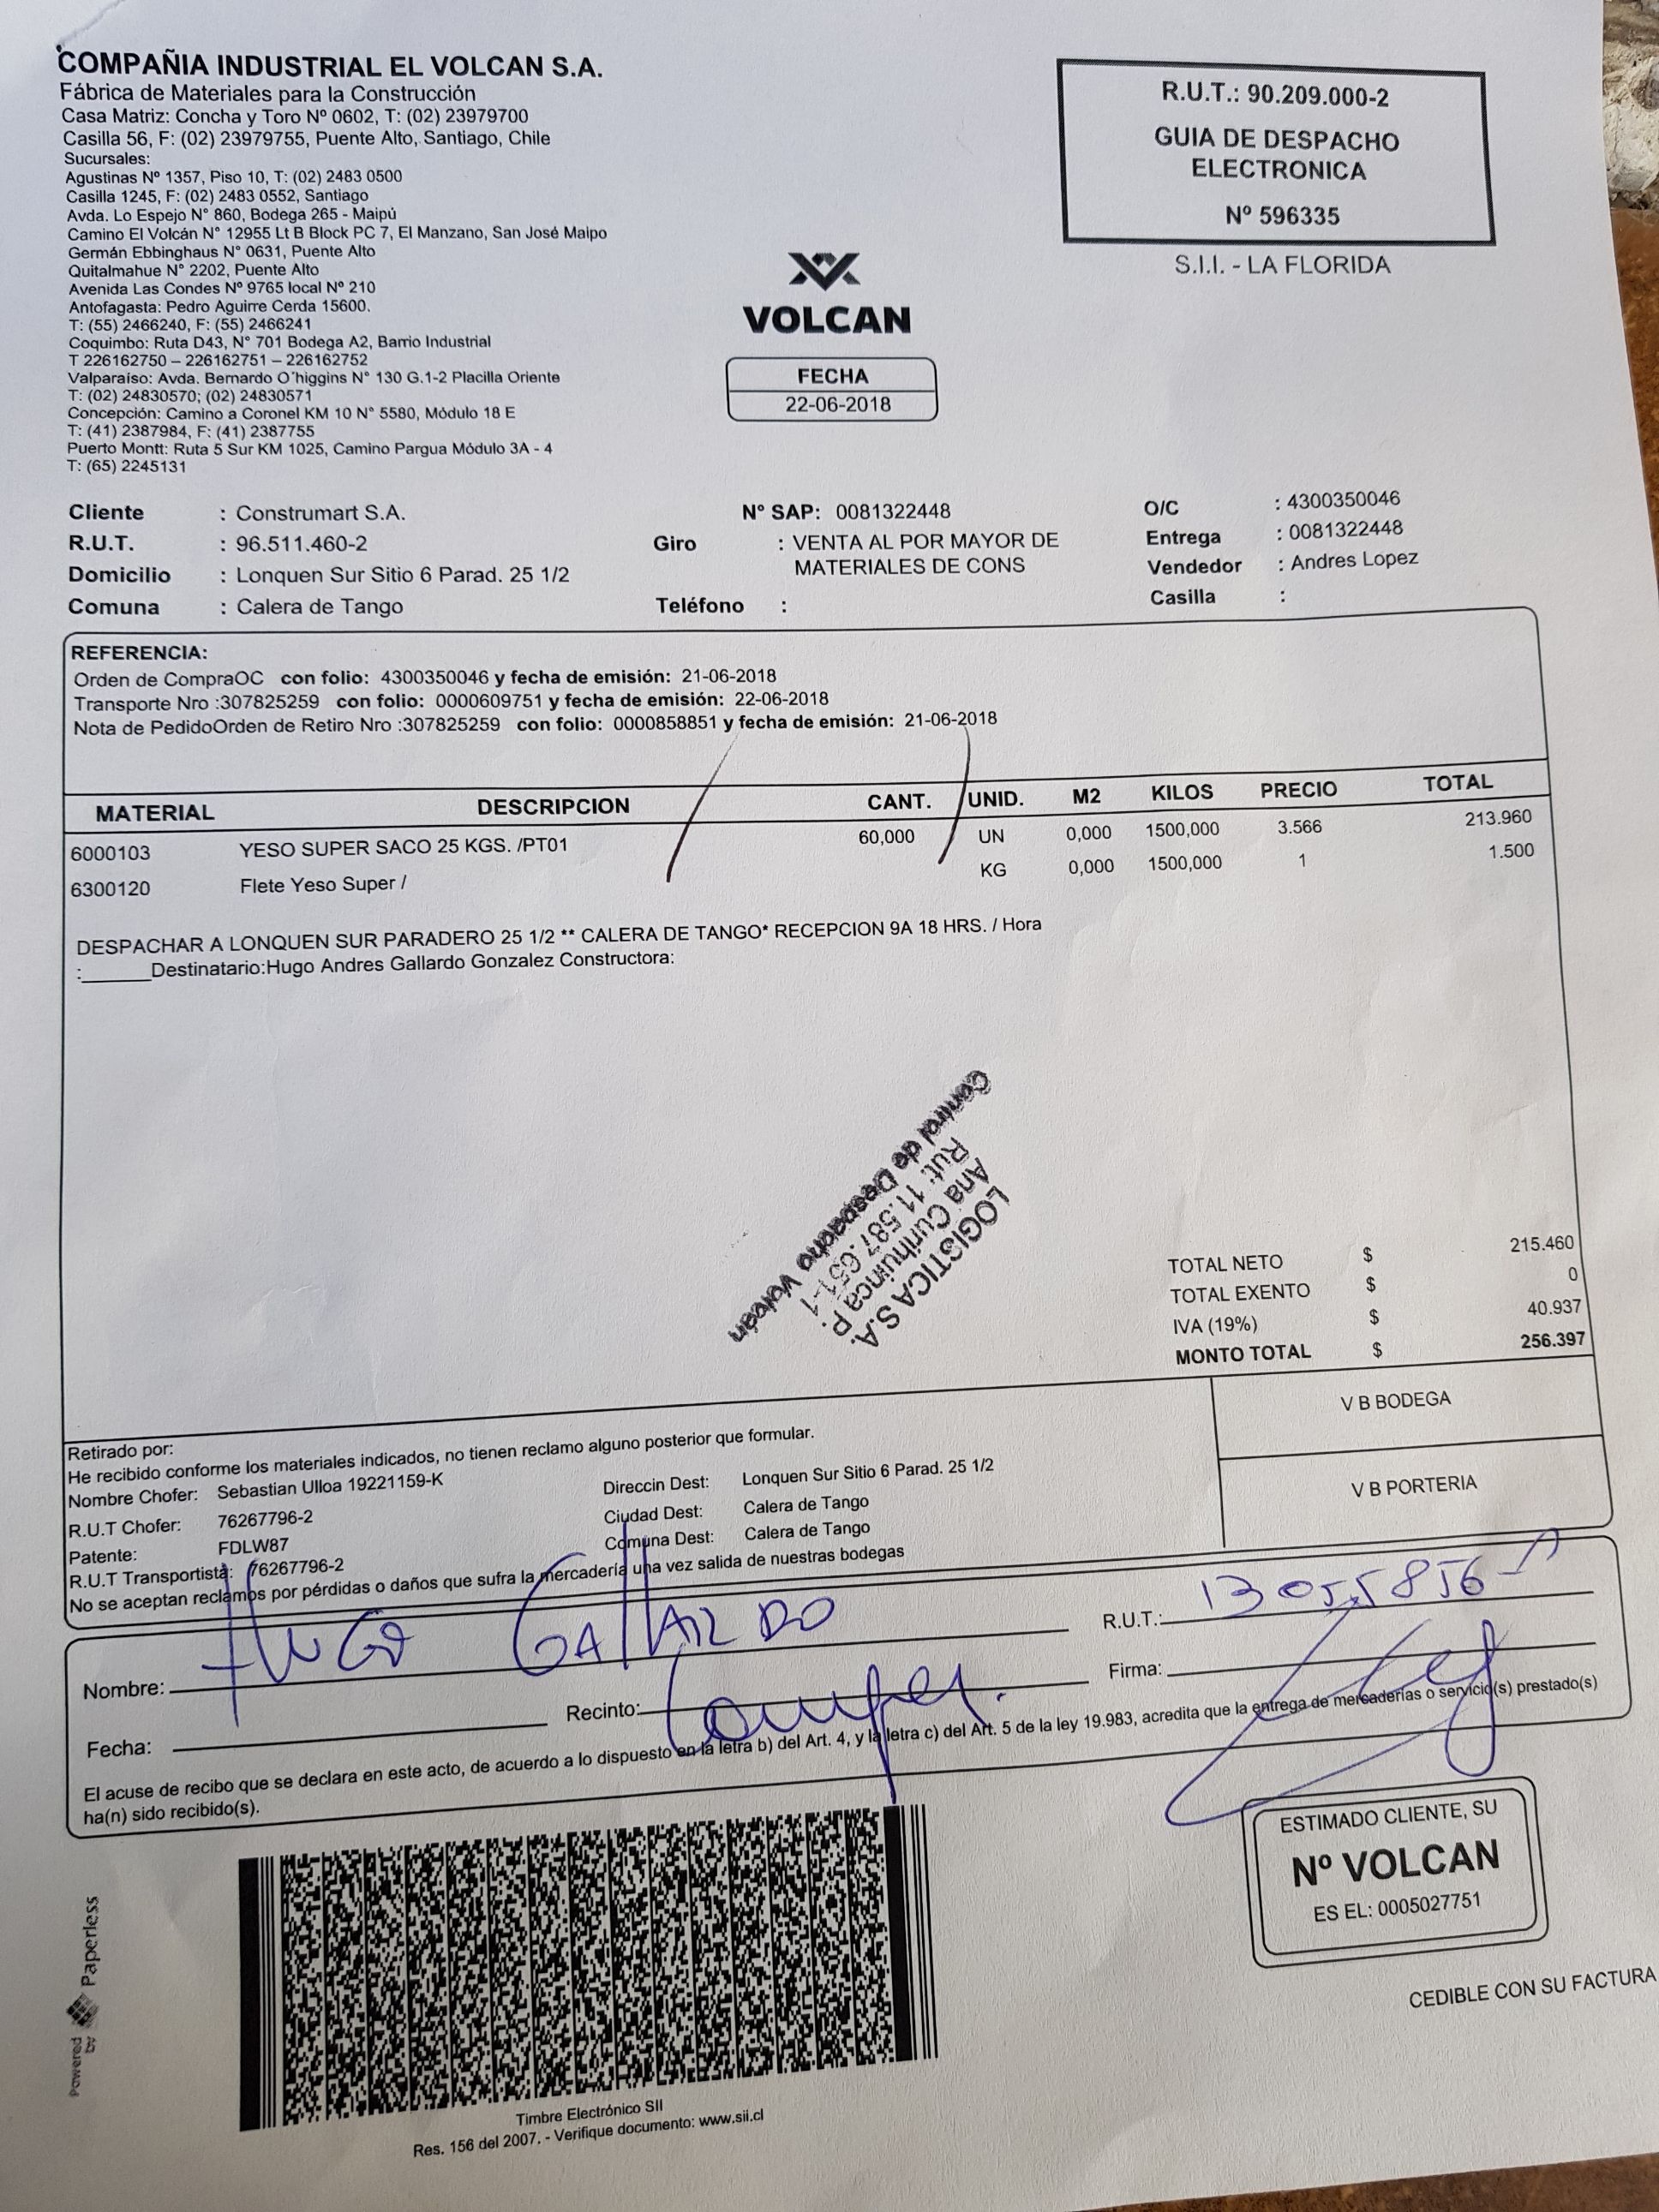 COMPAÑIA INDUSTRIAL EL VOLCAN S.A.
Fábrica de Materiales para la Construcción
Casa Matriz: Concha y Toro Nº 0602, T: (02) 23979700
Casilla 56, F: (02) 23979755, Puente Alto, Santiago, Chile
Sucursales:
Agustinas Nº 1357, Piso 10, T: (02) 2483 0500
Casilla 1245, F: (02) 2483 0552, Santiago
Avda. Lo Espejo N° 860, Bodega 265 - Maipú
Camino El Volcán N° 12955 Lt B Block PC 7, El Manzano, San José Maipo
Germán Ebbinghaus N° 0631, Puente Alto
Quitalmahue N° 2202, Puente Alto
Avenida Las Condes Nº 9765 local Nº 210
Antofagasta: Pedro Aguirre Cerda 15600.
T: (55) 2466240, F: (55) 2466241
Coquimbo: Ruta D43, N° 701 Bodega A2, Barrio Industrial
T 226162750 – 226162751 – 226162752
Valparaíso: Avda. Bernardo O´higgins N° 130 G.1-2 Placilla Oriente
T: (02) 24830570; (02) 24830571
Concepción: Camino a Coronel KM 10 N° 5580, Módulo 18 E
T: (41) 2387984, F: (41) 2387755
Puerto Montt: Ruta 5 Sur KM 1025, Camino Pargua Módulo 3A - 4
T: (65) 2245131
R.U.T.: 90.209.000-2
GUIA DE DESPACHO
ELECTRONICA
Nº 596335
S.I.I. - LA FLORIDA
VOLCAN
FECHA
22-06-2018
Cliente : Construmart S.A. N° SAP: 0081322448 O/C : 4300350046
R.U.T. : 96.511.460-2 Giro : VENTA AL POR MAYOR DE Entrega : 0081322448
MATERIALES DE CONS
Domicilio : Lonquen Sur Sitio 6 Parad. 25 1/2 Vendedor : Andres Lopez
Comuna : Calera de Tango Teléfono : Casilla :
REFERENCIA:
Orden de CompraOC con folio: 4300350046 y fecha de emisión: 21-06-2018
Transporte Nro :307825259 con folio: 0000609751 y fecha de emisión: 22-06-2018
Nota de PedidoOrden de Retiro Nro :307825259 con folio: 0000858851 y fecha de emisión: 21-06-2018
MATERIAL DESCRIPCION CANT. UNID. M2 KILOS PRECIO TOTAL
6000103 YESO SUPER SACO 25 KGS. /PT01 60,000 UN 0,000 1500,000 3.566 213.960
6300120 Flete Yeso Super / KG 0,000 1500,000 1 1.500
DESPACHAR A LONQUEN SUR PARADERO 25 1/2 ** CALERA DE TANGO* RECEPCION 9A 18 HRS. / Hora
:______Destinatario:Hugo Andres Gallardo Gonzalez Constructora:
LOGISTICA S.A.
Ana Curihuinca P.
Rut: 11.587.651-1
Control de Despacho Volcán
TOTAL NETO $ 215.460
TOTAL EXENTO $ 0
IVA (19%) $ 40.937
MONTO TOTAL $ 256.397
V B BODEGA
V B PORTERIA
Retirado por:
He recibido conforme los materiales indicados, no tienen reclamo alguno posterior que formular.
Nombre Chofer: Sebastian Ulloa 19221159-K Direccin Dest: Lonquen Sur Sitio 6 Parad. 25 1/2
R.U.T Chofer: 76267796-2 Ciudad Dest: Calera de Tango
Patente: FDLW87 Comuna Dest: Calera de Tango
R.U.T Transportista: 76267796-2
No se aceptan reclamos por pérdidas o daños que sufra la mercadería una vez salida de nuestras bodegas
Nombre: HUGO GALLARDO R.U.T.: 13055856-
Fecha: Recinto: Firma:
El acuse de recibo que se declara en este acto, de acuerdo a lo dispuesto en la letra b) del Art. 4, y la letra c) del Art. 5 de la ley 19.983, acredita que la entrega de mercaderías o servicio(s) prestado(s)
ha(n) sido recibido(s).
ESTIMADO CLIENTE, SU
Nº VOLCAN
ES EL: 0005027751
CEDIBLE CON SU FACTURA
Powered by Paperless
Timbre Electrónico SII
Res. 156 del 2007. - Verifique documento: www.sii.cl